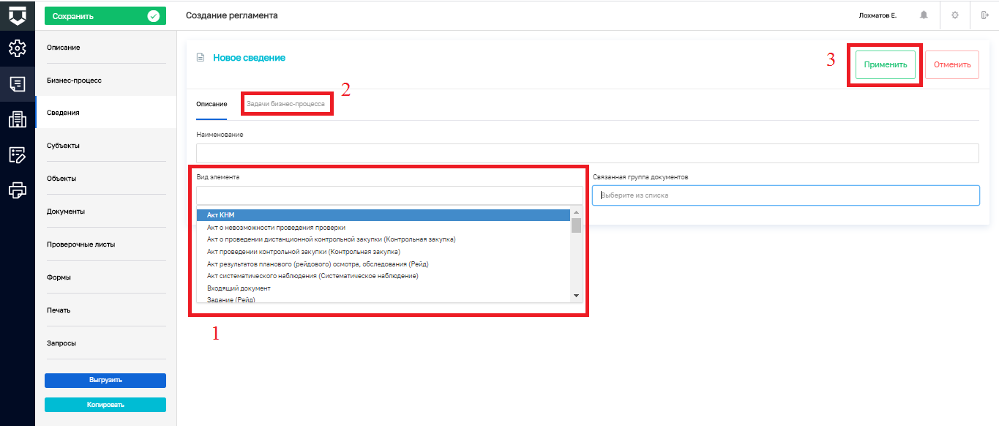 Сохранить
Создание регламента
Лохматов Е.
Описание
Бизнес-процесс
Сведения
Субъекты
Объекты
Документы
Проверочные листы
Формы
Печать
Запросы
Выгрузить
Копировать
Новое сведение
3
Применить
Отменить
Описание
Задачи бизнес-процесса
2
Наименование
Вид элемента
Связанная группа документов
Выберите из списка
Акт КНМ
Акт о невозможности проведения проверки
Акт о проведении дистанционной контрольной закупки (Контрольная закупка)
Акт проведении контрольной закупки (Контрольная закупка)
Акт результатов планового (рейдового) осмотра, обследования (Рейд)
Акт систематического наблюдения (Систематическое наблюдение)
Входящий документ
Задание (Рейд)
1